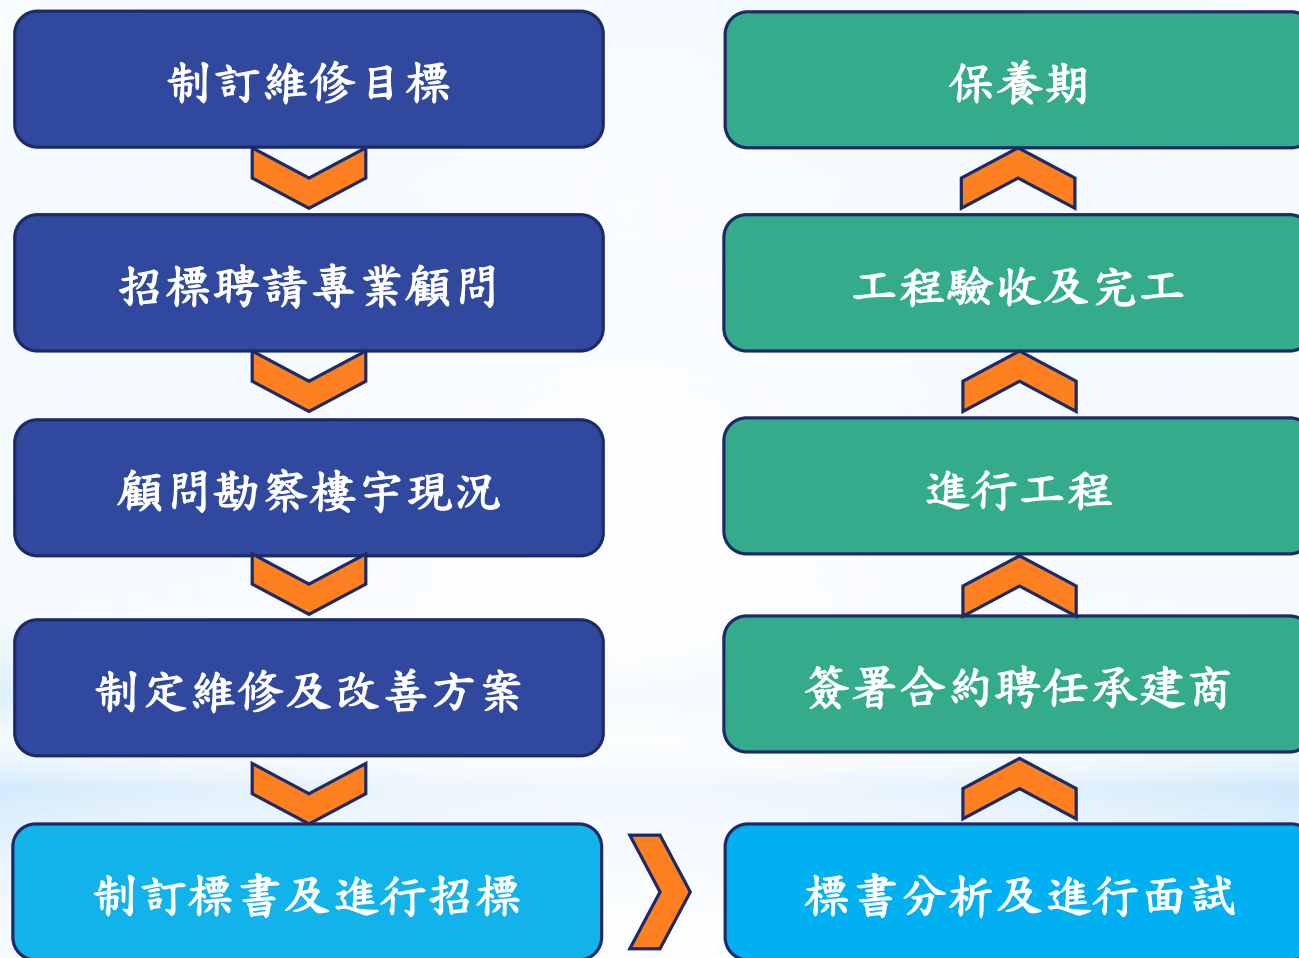 制訂維修目標
招標聘請專業顧問
顧問勘察樓宇現況
制定維修及改善方案
制訂標書及進行招標
標書分析及進行面試
簽署合約聘任承建商
進行工程
工程驗收及完工
保養期